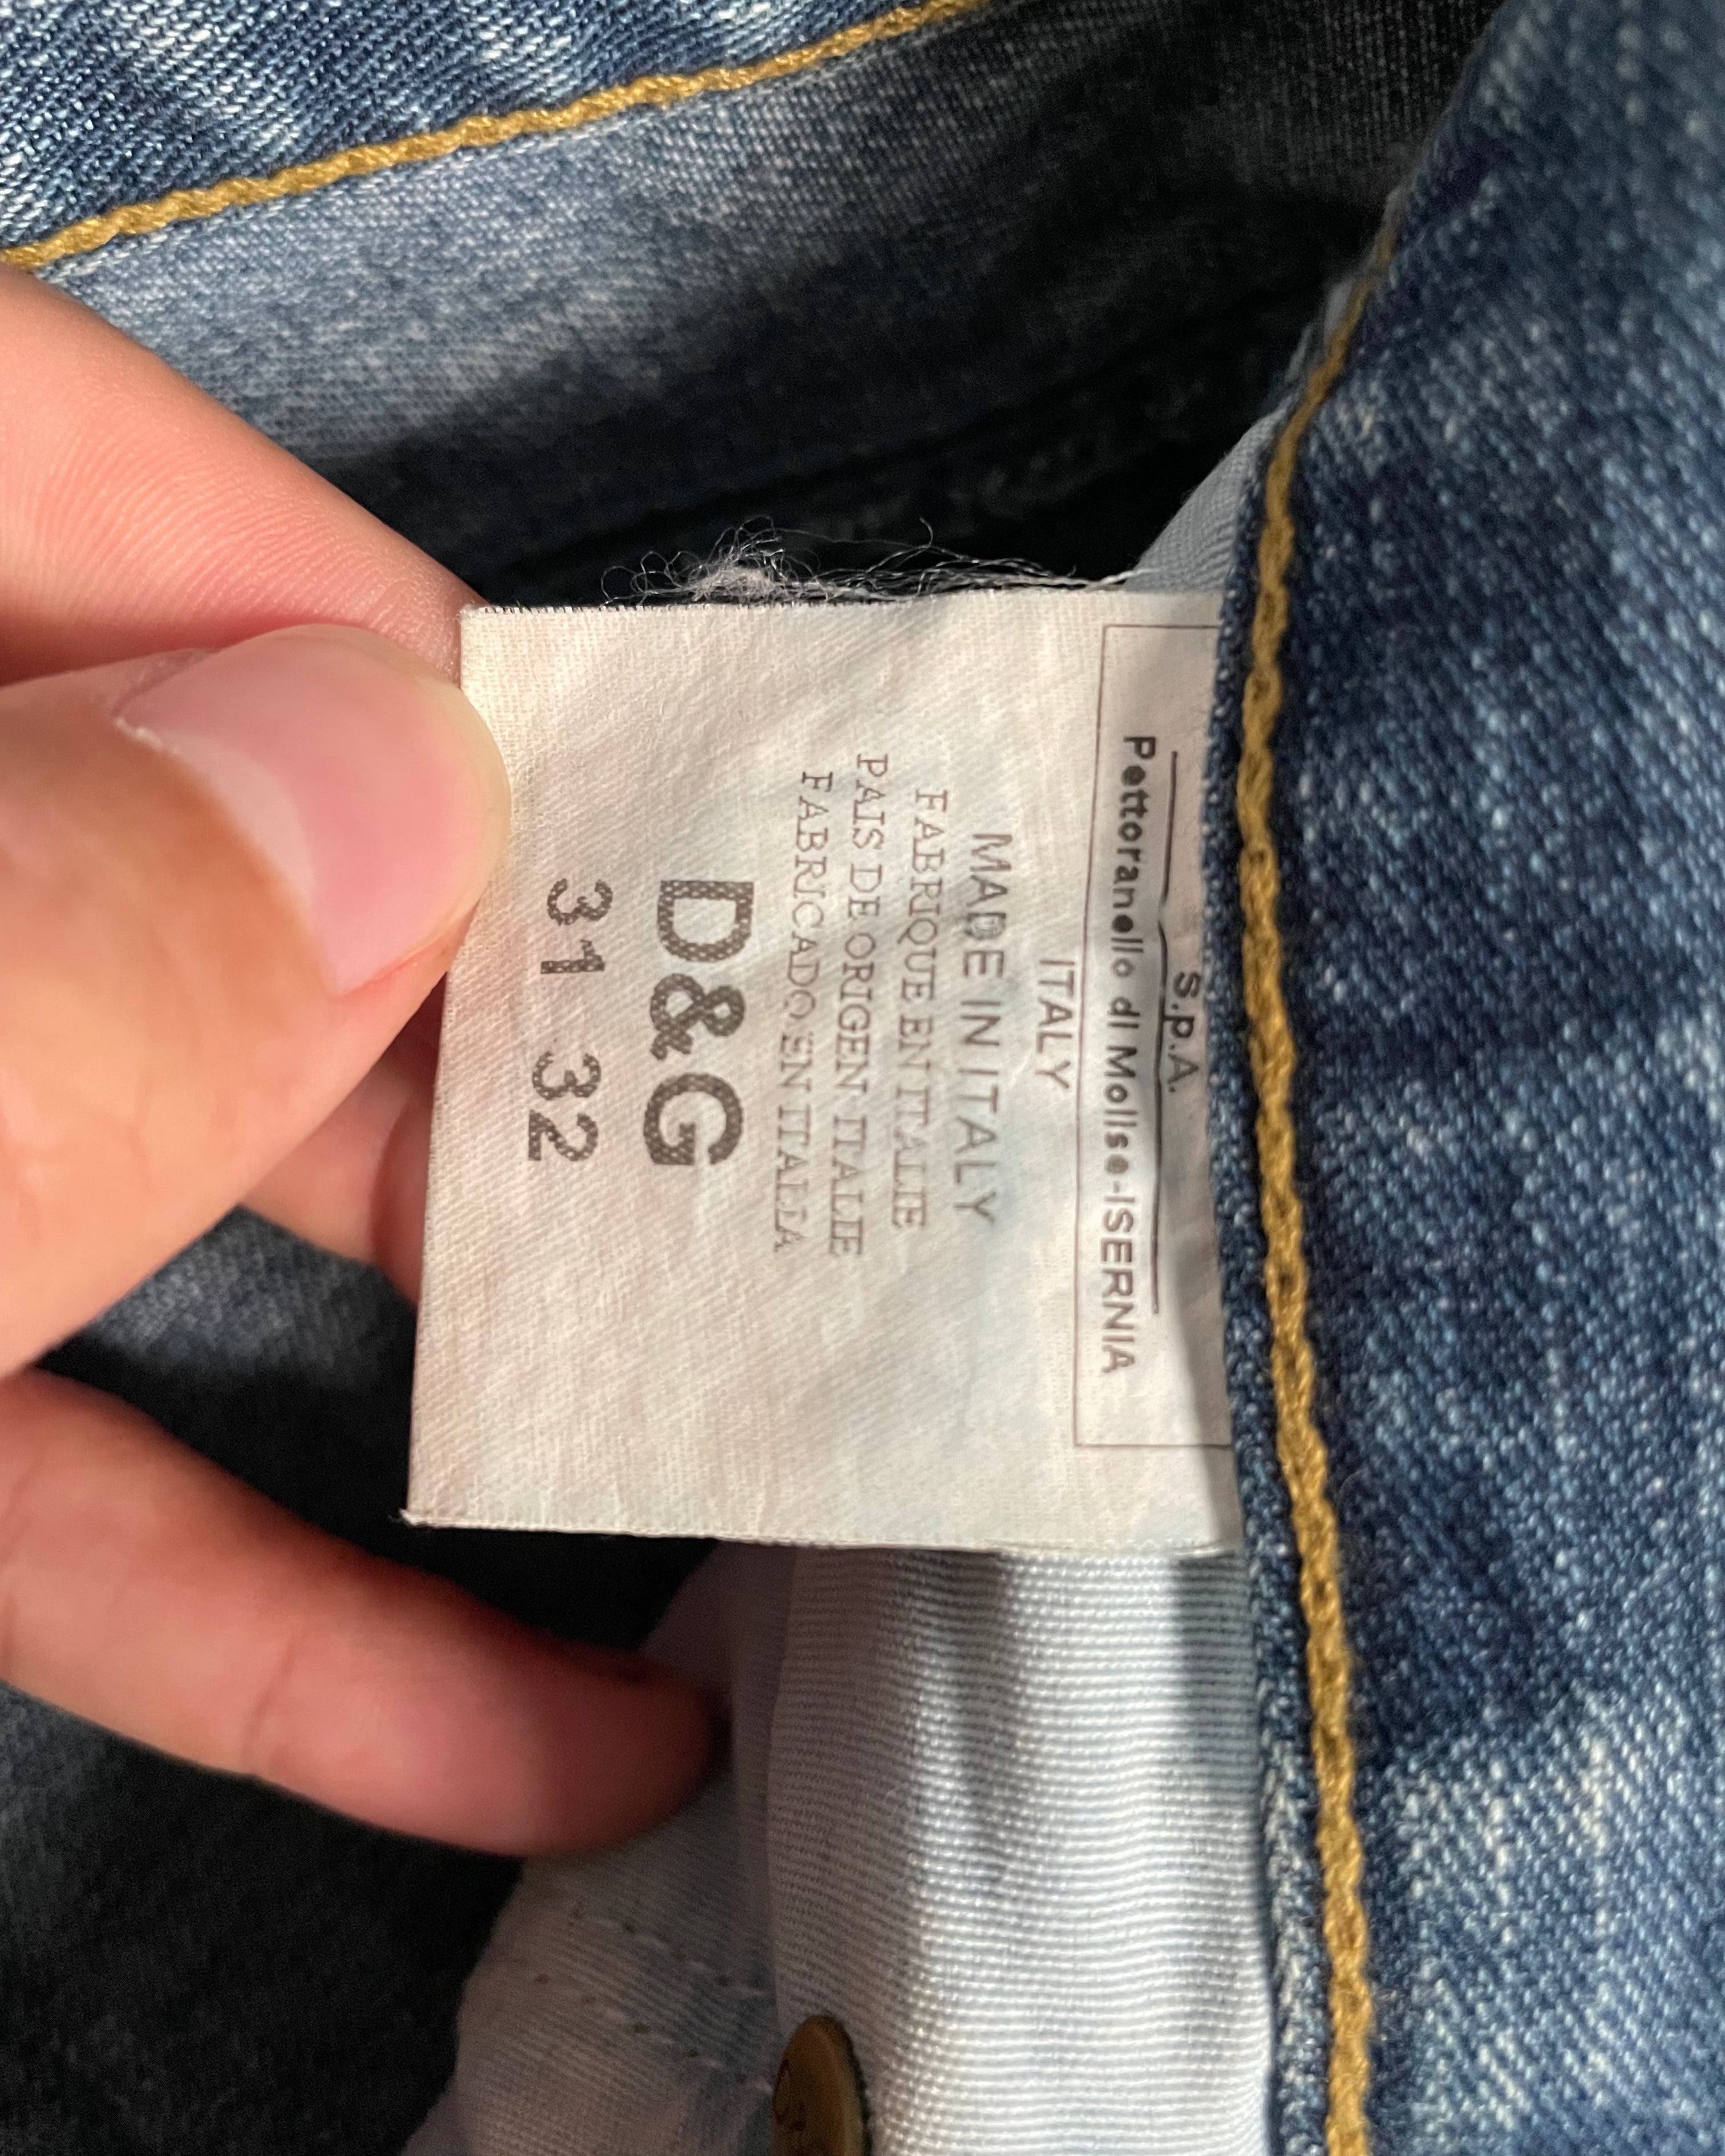 S.p.A.
Pettoranello di Molise-ISERNIA
ITALY
MADE IN ITALY
FABRIQUE EN ITALIE
PAIS DE ORIGEN ITALIE
FABRICADO EN ITALIA
D&G
31 32